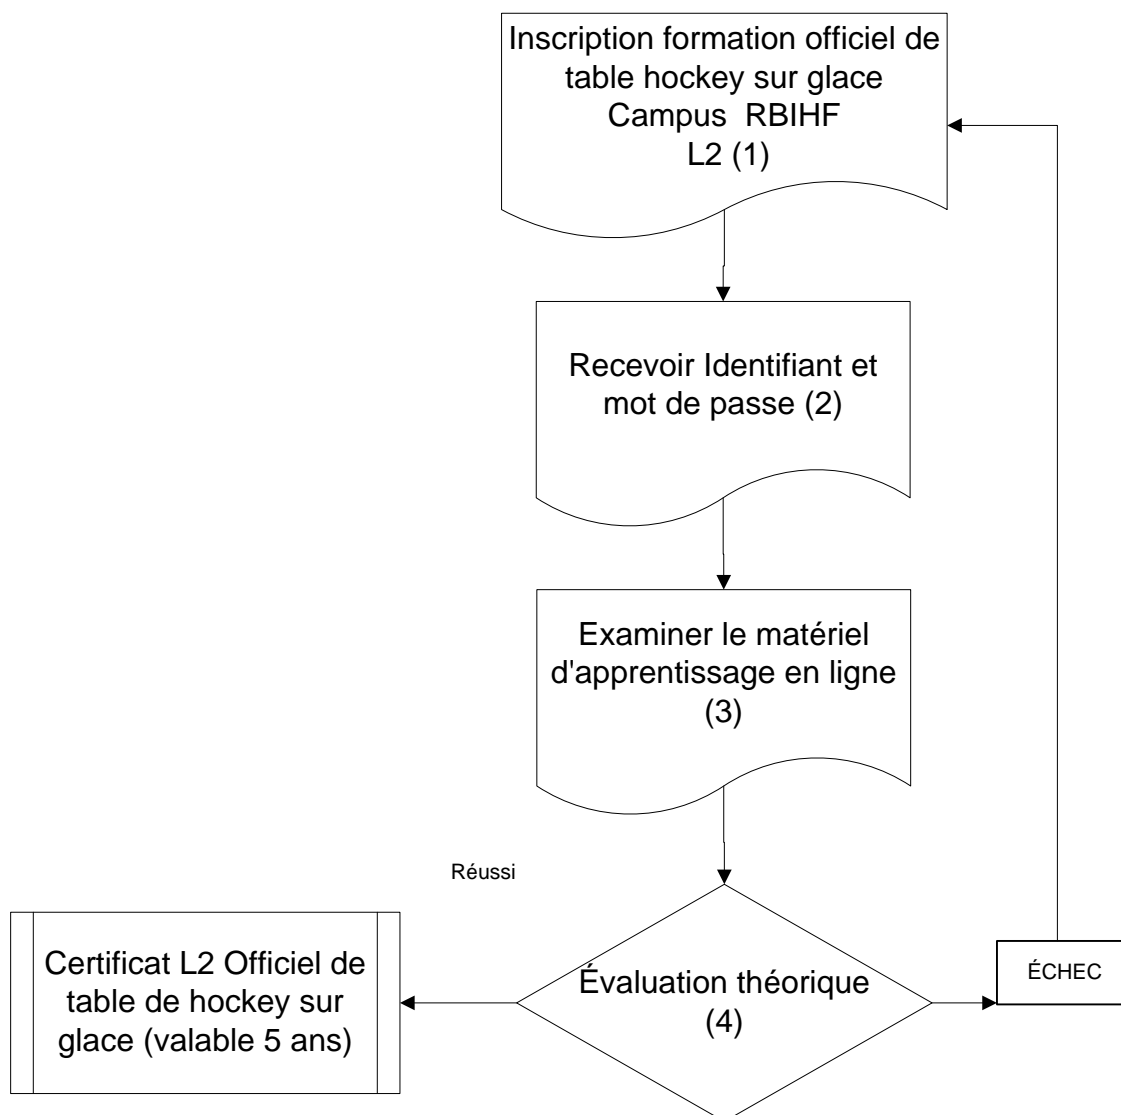 Inscription formation officiel de
table hockey sur glace
Campus RBIHF
L2 (1)
Recevoir Identifiant et
mot de passe (2)
Examiner le matériel
d'apprentissage en ligne
(3)
Réussi
Certificat L2 Officiel de
table de hockey sur
glace (valable 5 ans)
Évaluation théorique
(4)
ÉCHEC